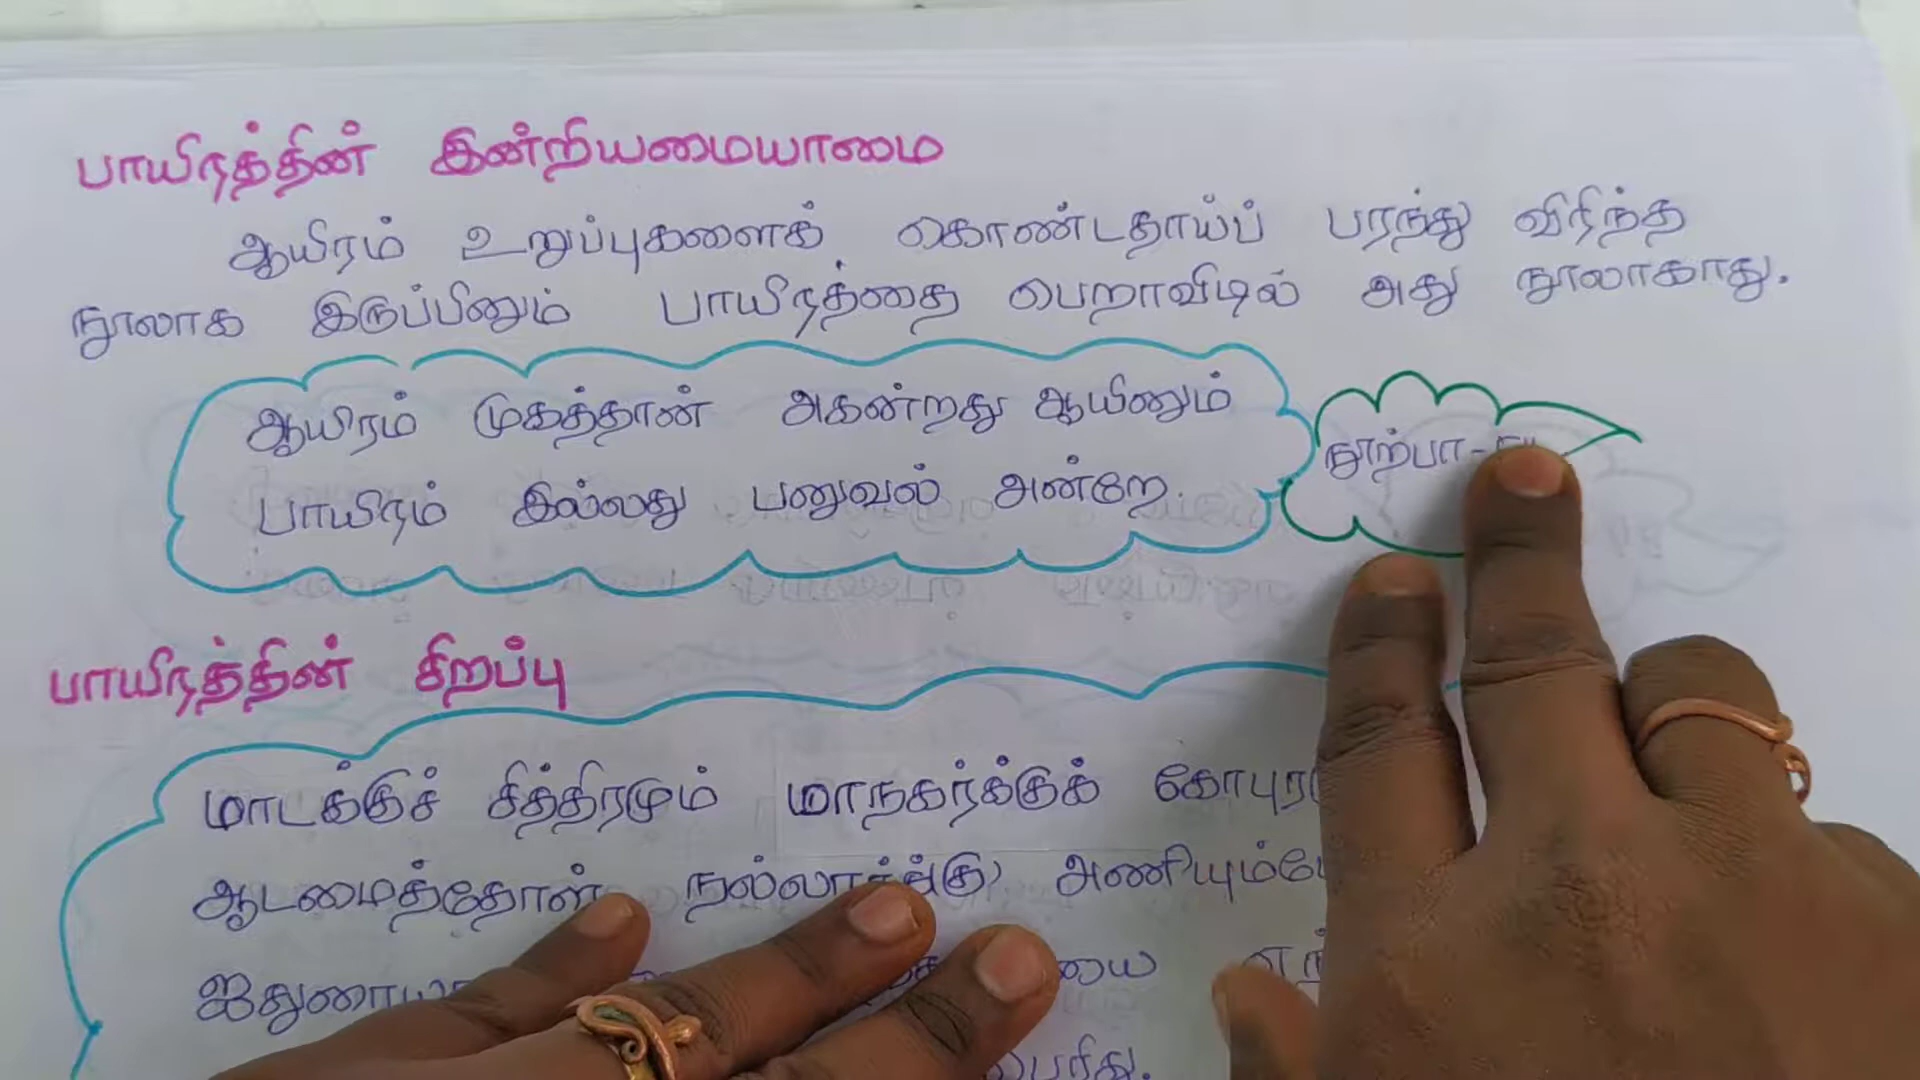 பாயிரத்தின் இன்றியமையாமை
ஆயிரம் உறுப்புகளைக் கொண்டதாய்ப் பரந்து விரிந்த
நூலாக இருப்பினும் பாயிரத்தை பெறாவிடில் அது நூலாகாது.
ஆயிரம் முகத்தான் அகன்றது ஆயினும்
பாயிரம் இல்லது பனுவல் அன்றே.
நூற்பா-
பாயிரத்தின் சிறப்பு
மாடக்குச் சித்திரமும் மாநகர்க்குக்
ஆடமைத்தோள் நல்லார்க்கு